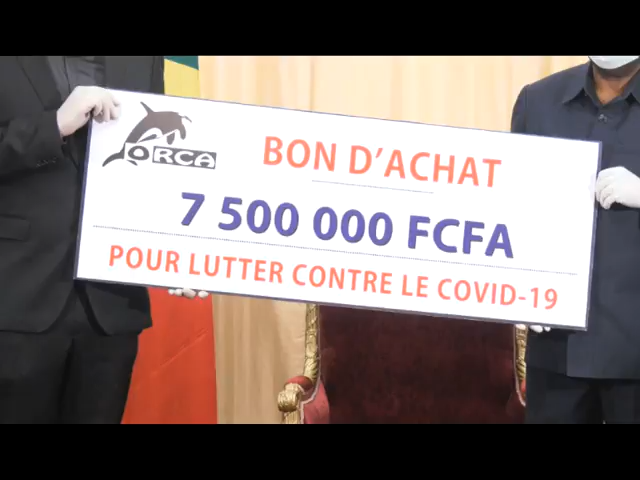 ORCA
BON D'ACHAT
7 500 000 FCFA
POUR LUTTER CONTRE LE COVID-19